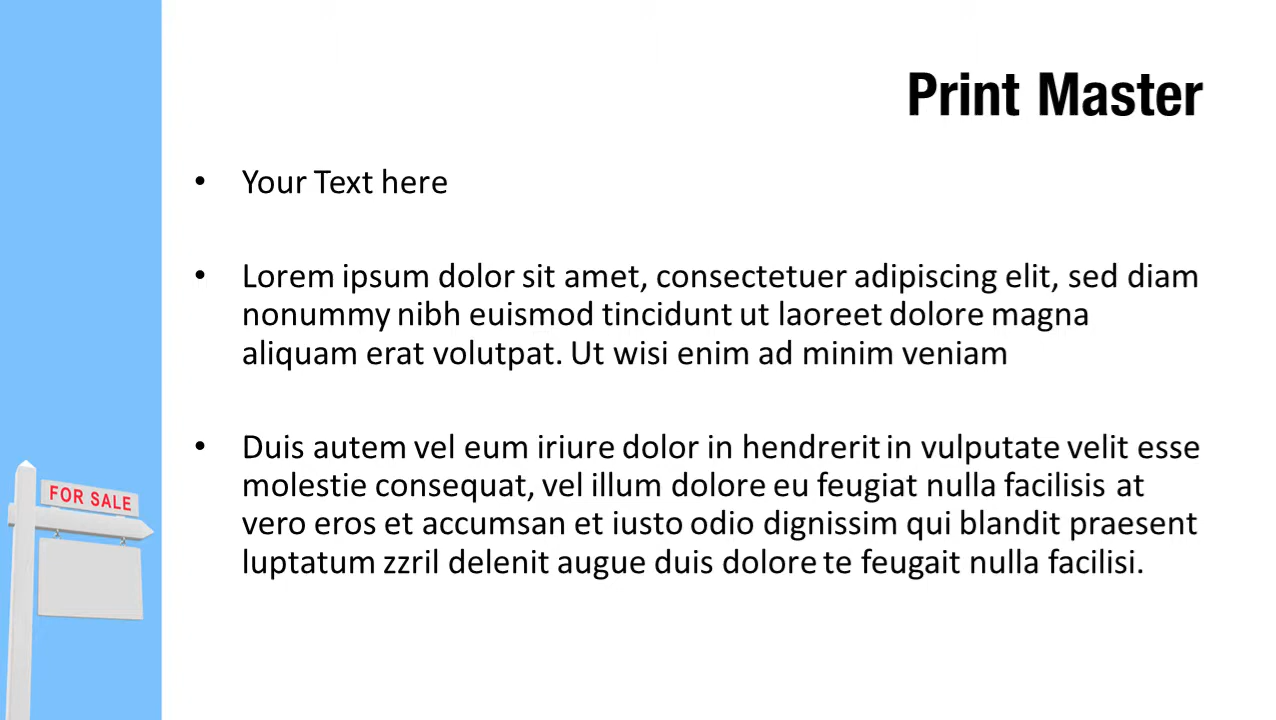 Print Master
• Your Text here
• Lorem ipsum dolor sit amet, consectetuer adipiscing elit, sed diam
nonummy nibh euismod tincidunt ut laoreet dolore magna
aliquam erat volutpat. Ut wisi enim ad minim veniam
• Duis autem vel eum iriure dolor in hendrerit in vulputate velit esse
molestie consequat, vel illum dolore eu feugiat nulla facilisis at
vero eros et accumsan et iusto odio dignissim qui blandit praesent
luptatum zzril delenit augue duis dolore te feugait nulla facilisi.
FOR SALE